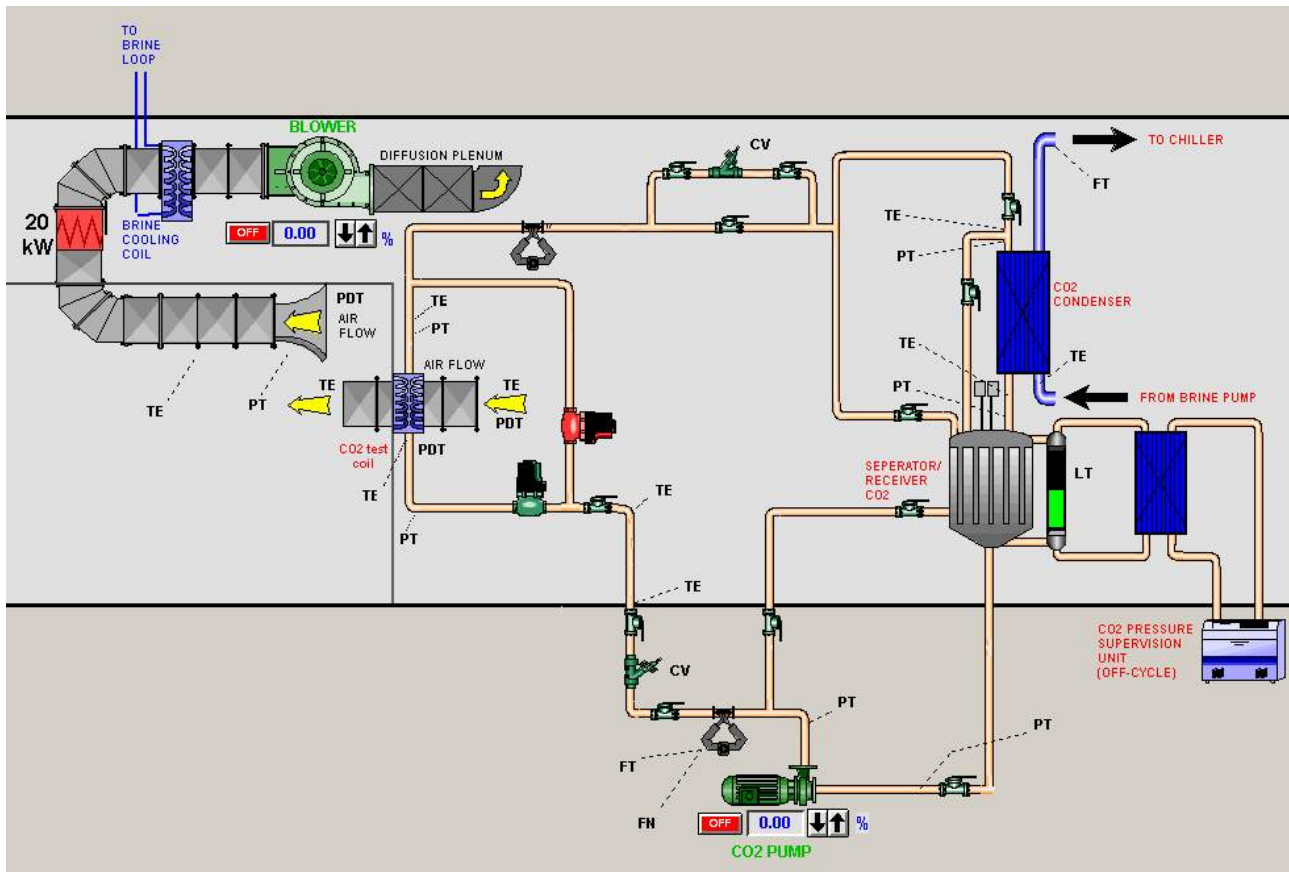 TO
BRINE
LOOP
BLOWER
DIFFUSION PLENUM
CV
TO CHILLER
FT
20
kW
BRINE
COOLING
COIL
OFF
0.00
%
TE
PT
CO2
CONDENSER
PDT
AIR
FLOW
TE
PT
TE
TE
PT
FROM BRINE PUMP
TE
PT
TE
AIR FLOW
TE
PDT
CO2 test
coil
PDT
TE
PT
TE
SEPERATOR/
RECEIVER
CO2
LT
TE
CV
CO2 PRESSURE
SUPERVISION
UNIT
(OFF-CYCLE)
PT
PT
FT
FN
OFF
0.00
%
CO2 PUMP